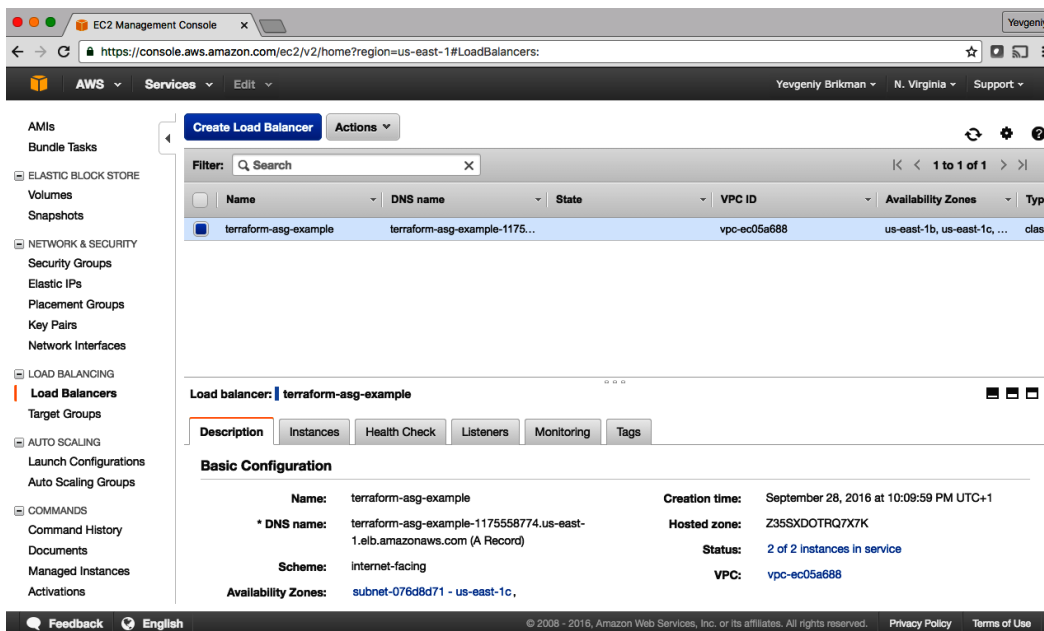 EC2 Management Console
Yevgeniy
https://console.aws.amazon.com/ec2/v2/home?region=us-east-1#LoadBalancers:
AWS Services Edit Yevgeniy Brikman N. Virginia Support
AMIs
Bundle Tasks
ELASTIC BLOCK STORE
Volumes
Snapshots
NETWORK & SECURITY
Security Groups
Elastic IPs
Placement Groups
Key Pairs
Network Interfaces
LOAD BALANCING
Load Balancers
Target Groups
AUTO SCALING
Launch Configurations
Auto Scaling Groups
COMMANDS
Command History
Documents
Managed Instances
Activations
Create Load Balancer Actions
Filter: Search 1 to 1 of 1
Name DNS name State VPC ID Availability Zones Typ
terraform-asg-example terraform-asg-example-1175... vpc-ec05a688 us-east-1b, us-east-1c, ... clas
Load balancer: terraform-asg-example
Description Instances Health Check Listeners Monitoring Tags
Basic Configuration
Name: terraform-asg-example
* DNS name: terraform-asg-example-1175558774.us-east-
1.elb.amazonaws.com (A Record)
Scheme: internet-facing
Availability Zones: subnet-076d8d71 - us-east-1c,
Creation time: September 28, 2016 at 10:09:59 PM UTC+1
Hosted zone: Z35SXDOTRQ7X7K
Status: 2 of 2 instances in service
VPC: vpc-ec05a688
Feedback English © 2008 - 2016, Amazon Web Services, Inc. or its affiliates. All rights reserved. Privacy Policy Terms of Use